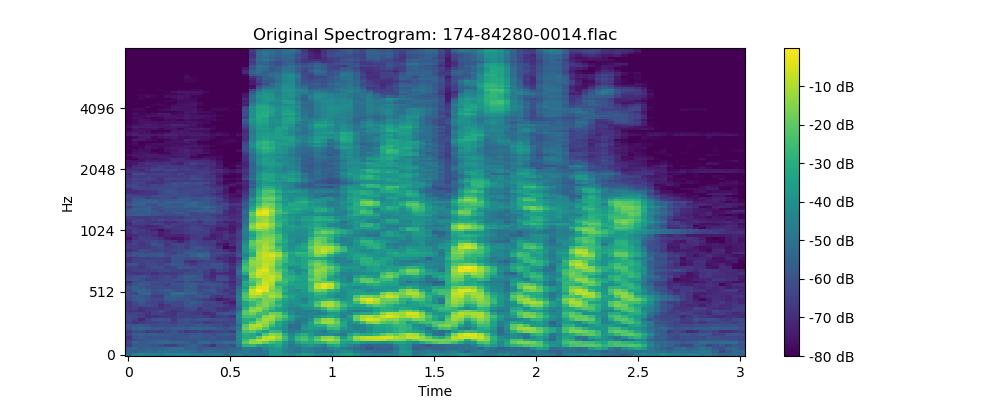 Original Spectrogram: 174-84280-0014.flac
Hz
4096
2048
1024
512
0
0 0.5 1 1.5 2 2.5 3
Time
-10 dB
-20 dB
-30 dB
-40 dB
-50 dB
-60 dB
-70 dB
-80 dB